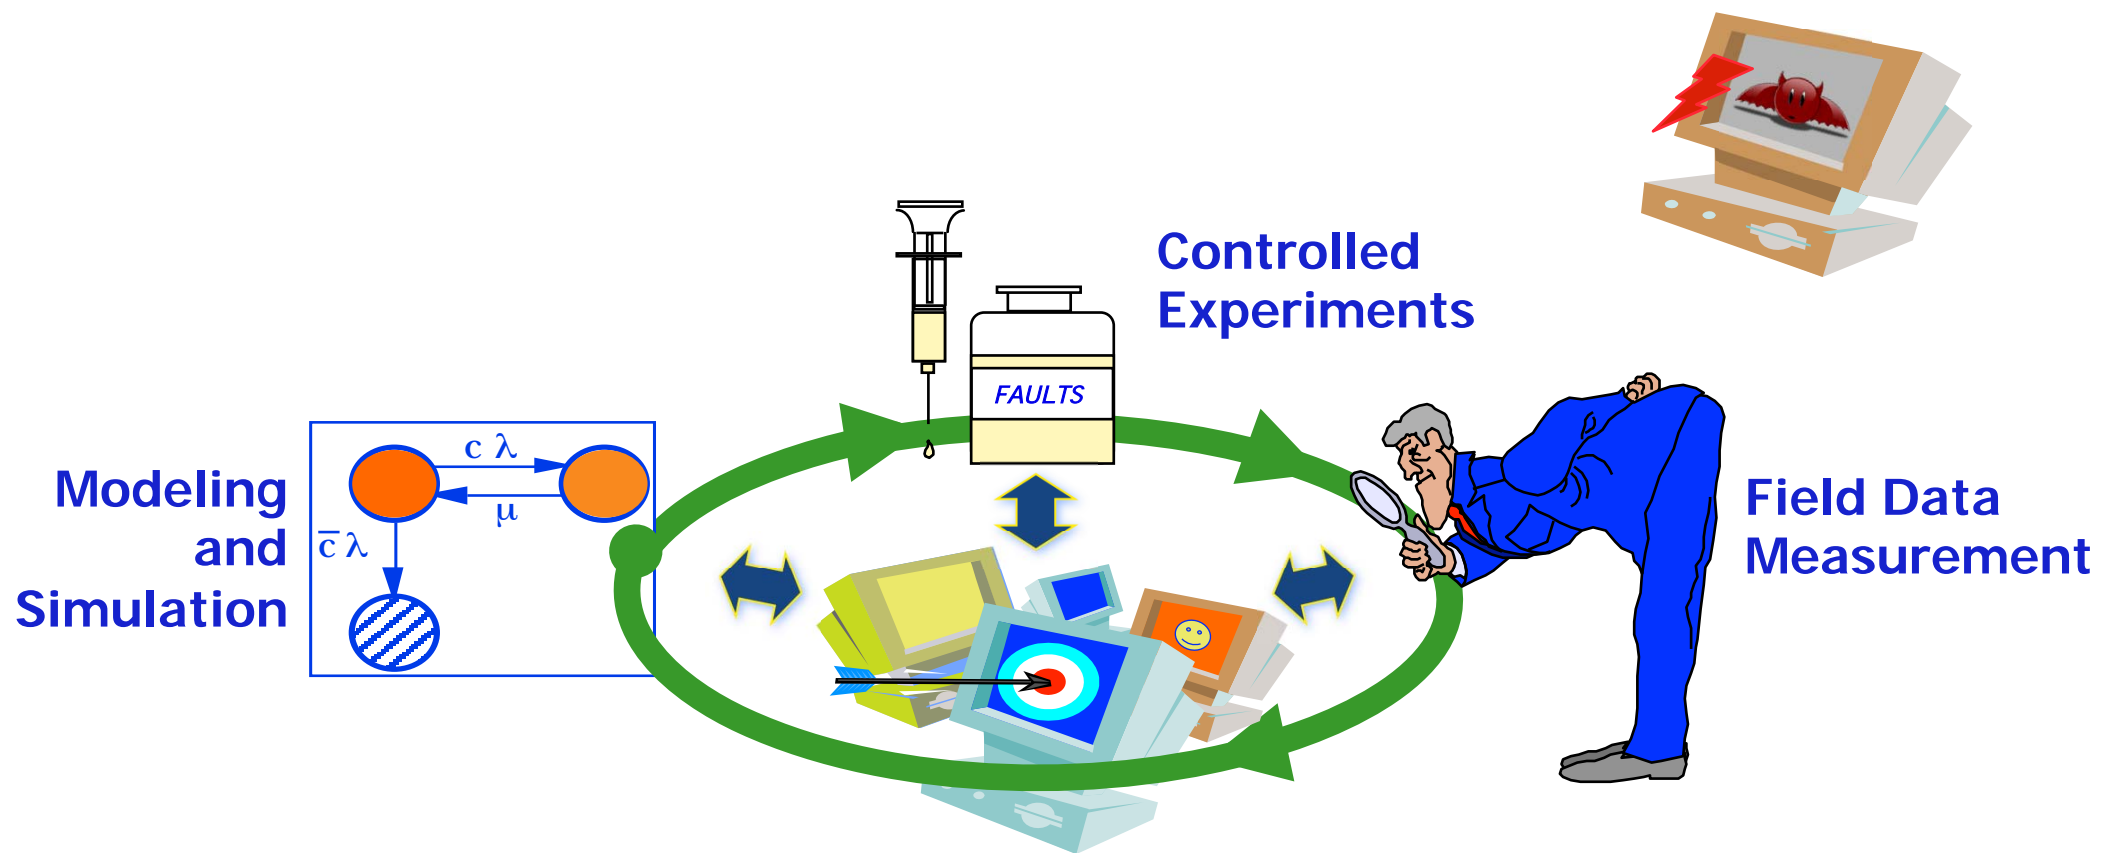 Controlled
Experiments
FAULTS
Modeling
and
Simulation
c λ
μ
c̅ λ
Field Data
Measurement